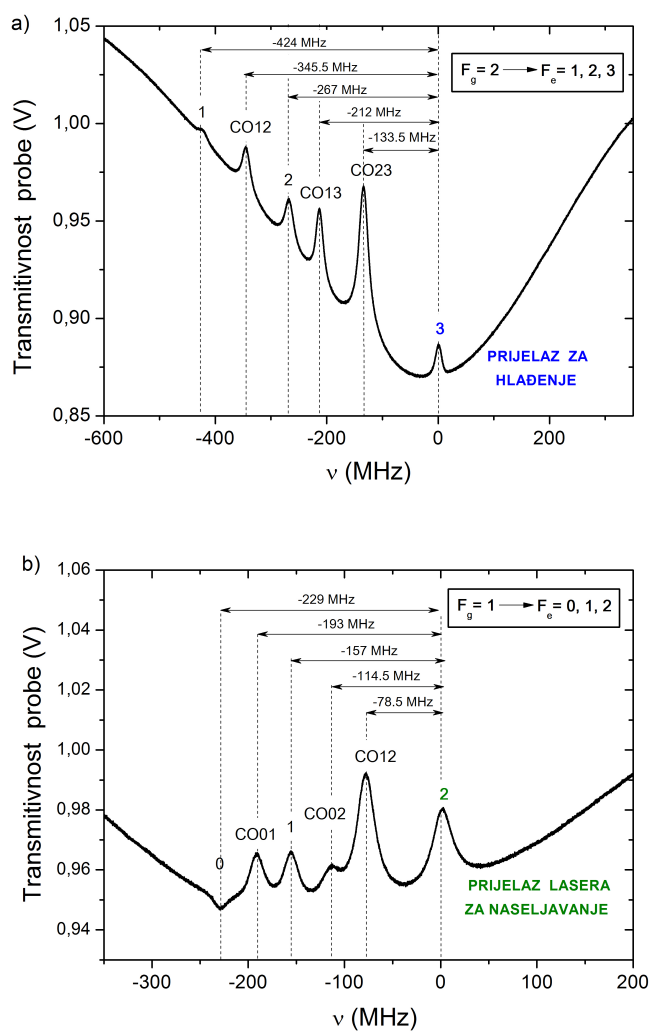 a)
1,05
1,00
0,95
0,90
0,85
Transmitivnost probe (V)
-424 MHz
-345.5 MHz
-267 MHz
-212 MHz
-133.5 MHz
F_g = 2 → F_e = 1, 2, 3
1
CO12
2
CO13
CO23
3
PRIJELAZ ZA
HLAĐENJE
-600 -400 -200 0 200
ν (MHz)
b)
1,06
1,04
1,02
1,00
0,98
0,96
0,94
Transmitivnost probe (V)
-229 MHz
-193 MHz
-157 MHz
-114.5 MHz
-78.5 MHz
F_g = 1 → F_e = 0, 1, 2
0
CO01
1
CO02
CO12
2
PRIJELAZ LASERA
ZA NASELJAVANJE
-300 -200 -100 0 100 200
ν (MHz)